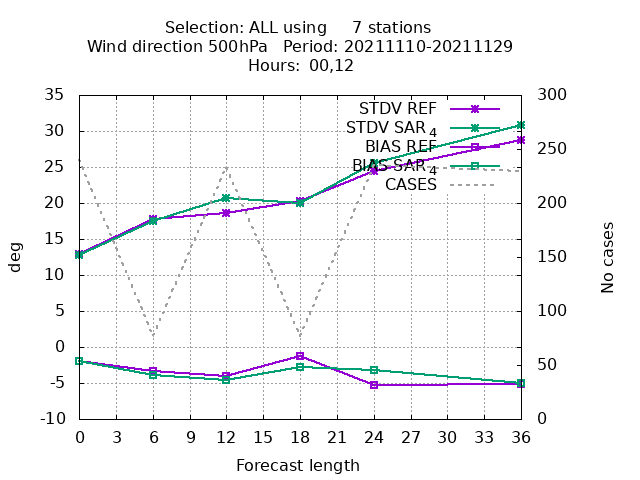 Selection: ALL using 7 stations
Wind direction 500hPa Period: 20211110-20211129
Hours: 00,12
STDV REF
STDV SAR 4
BIAS REF
BIAS SAR 4
CASES
deg
35
30
25
20
15
10
5
0
-5
-10
No cases
300
250
200
150
100
50
0
0 3 6 9 12 15 18 21 24 27 30 33 36
Forecast length